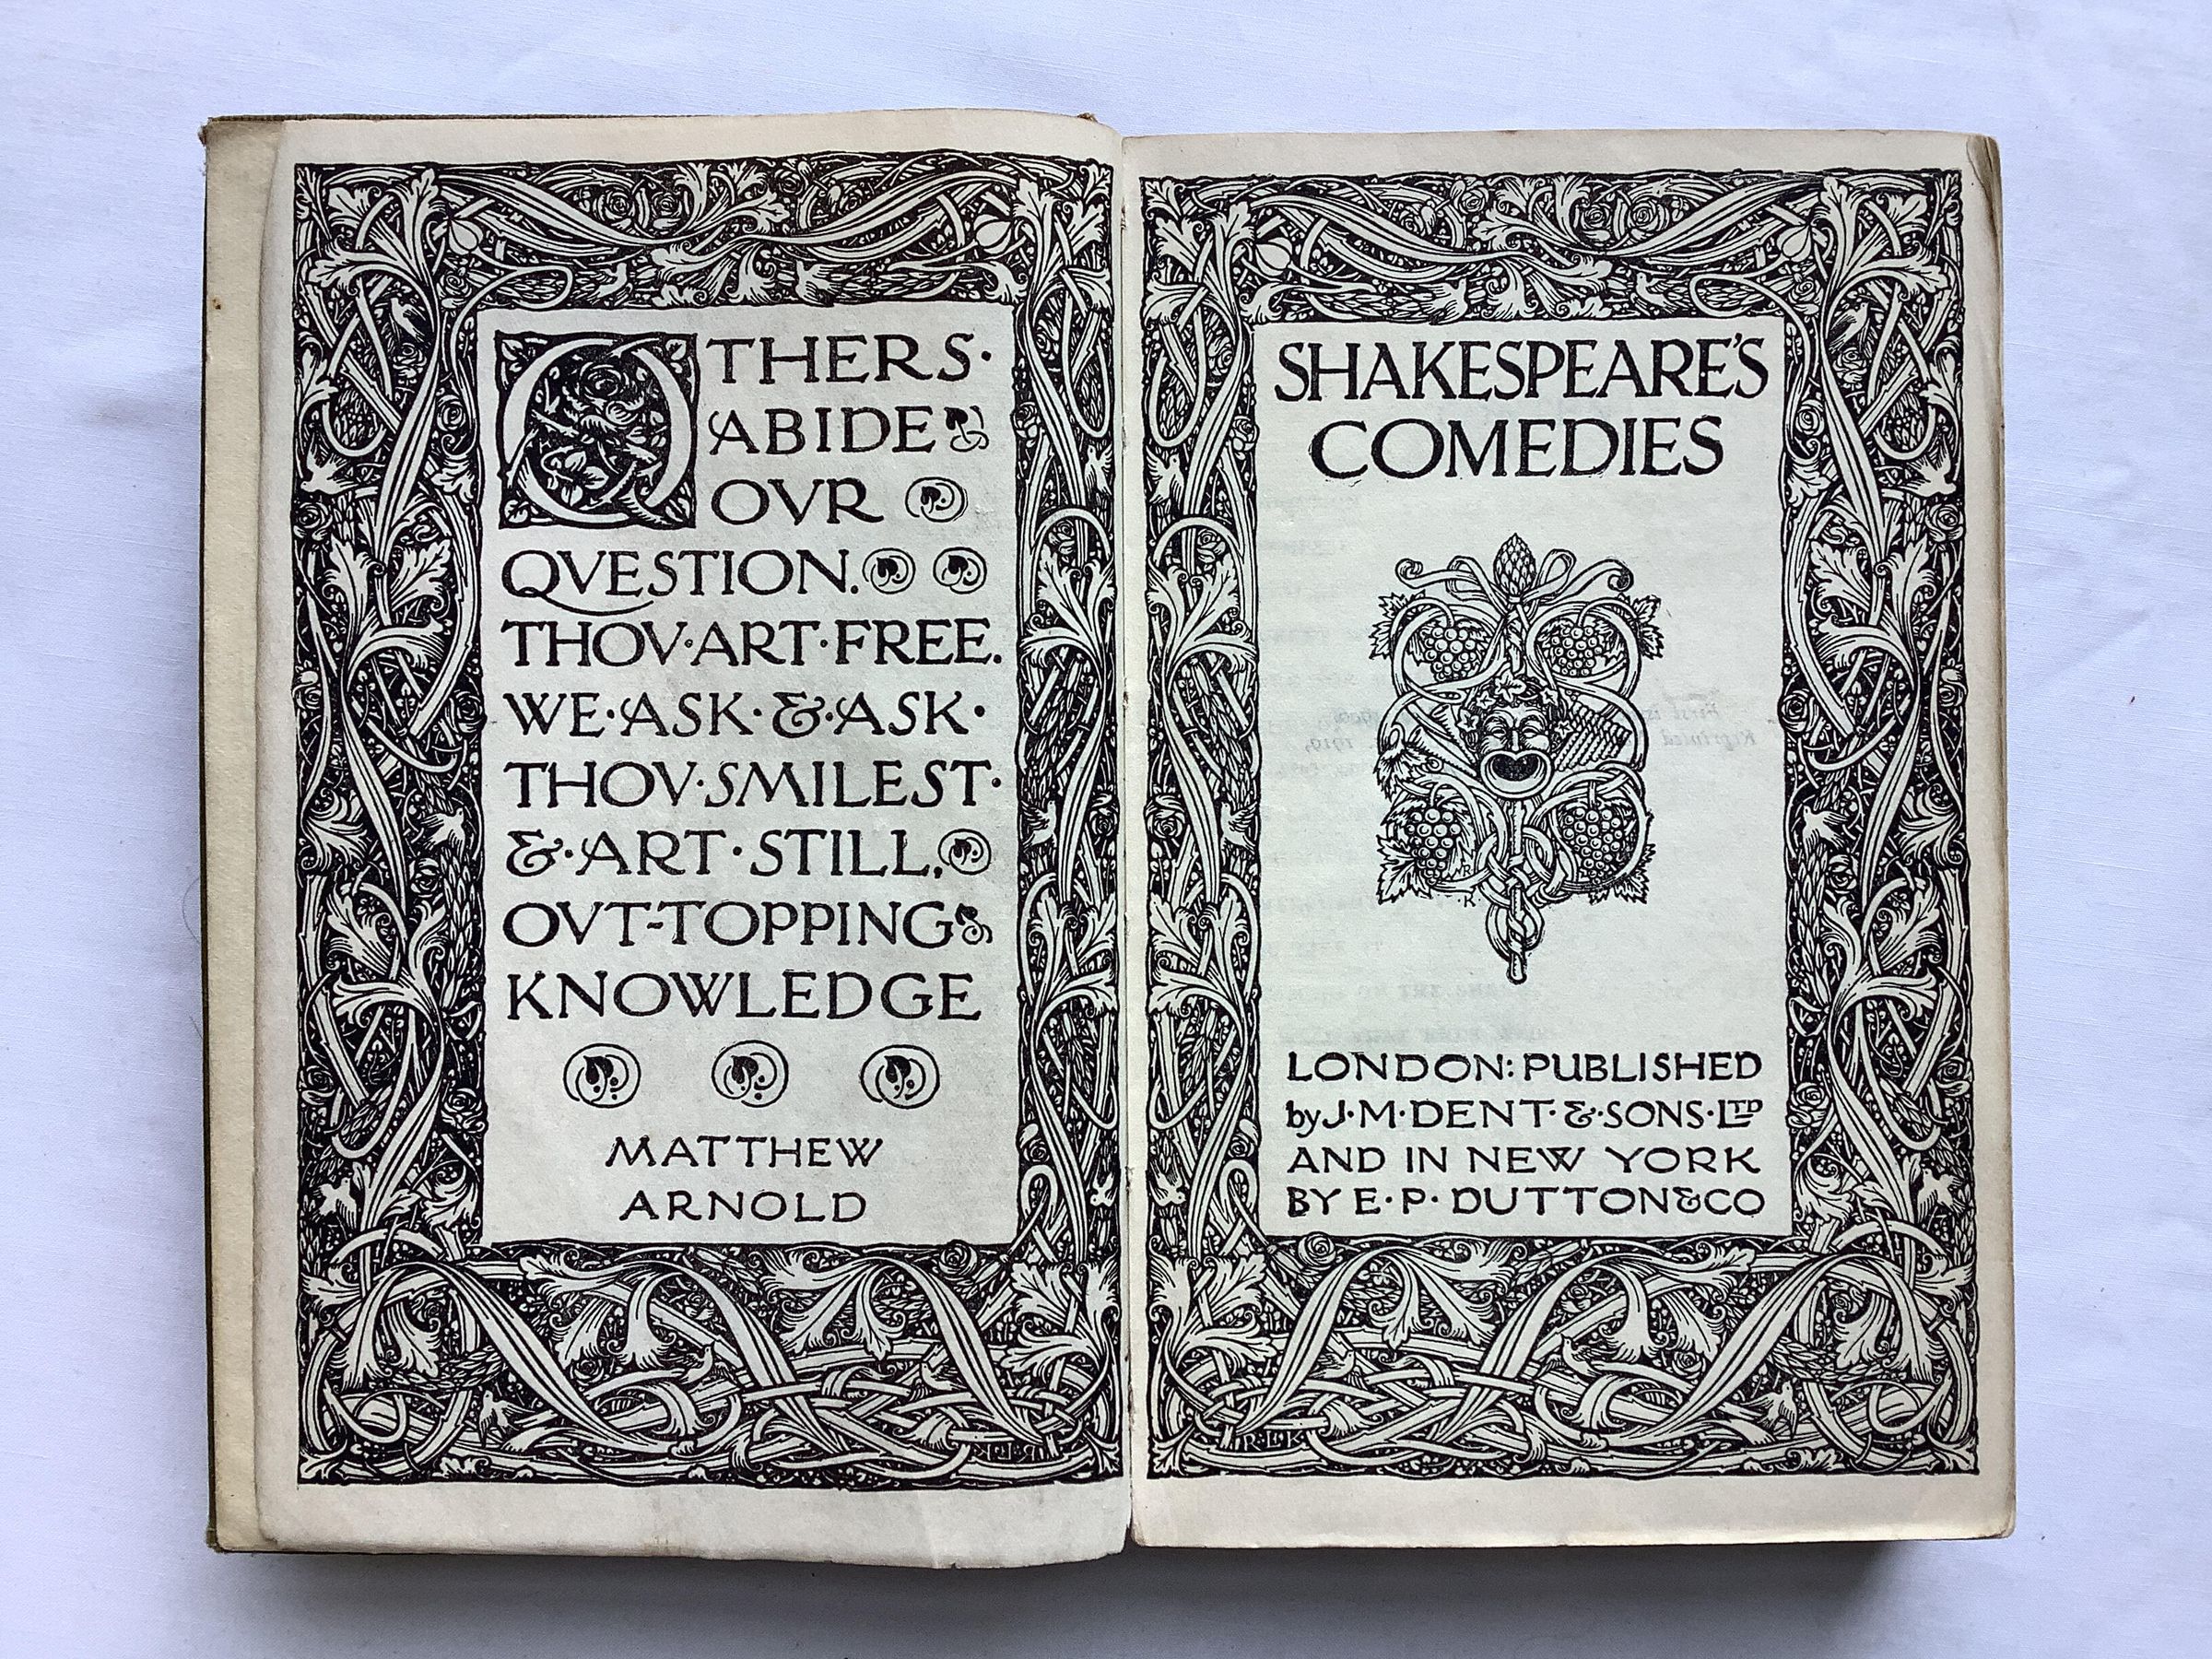 OTHERS·
ABIDE
OVR
QVESTION.
THOV·ART·FREE.
WE·ASK·&·ASK·
THOV·SMILEST·
&·ART·STILL,
OVT-TOPPING
KNOWLEDGE
MATTHEW
ARNOLD
R·L·K
SHAKESPEARE'S
COMEDIES
LONDON: PUBLISHED
by J·M·DENT·&·SONS·LTD
AND IN NEW YORK
BY E·P·DUTTON&CO
R·L·K